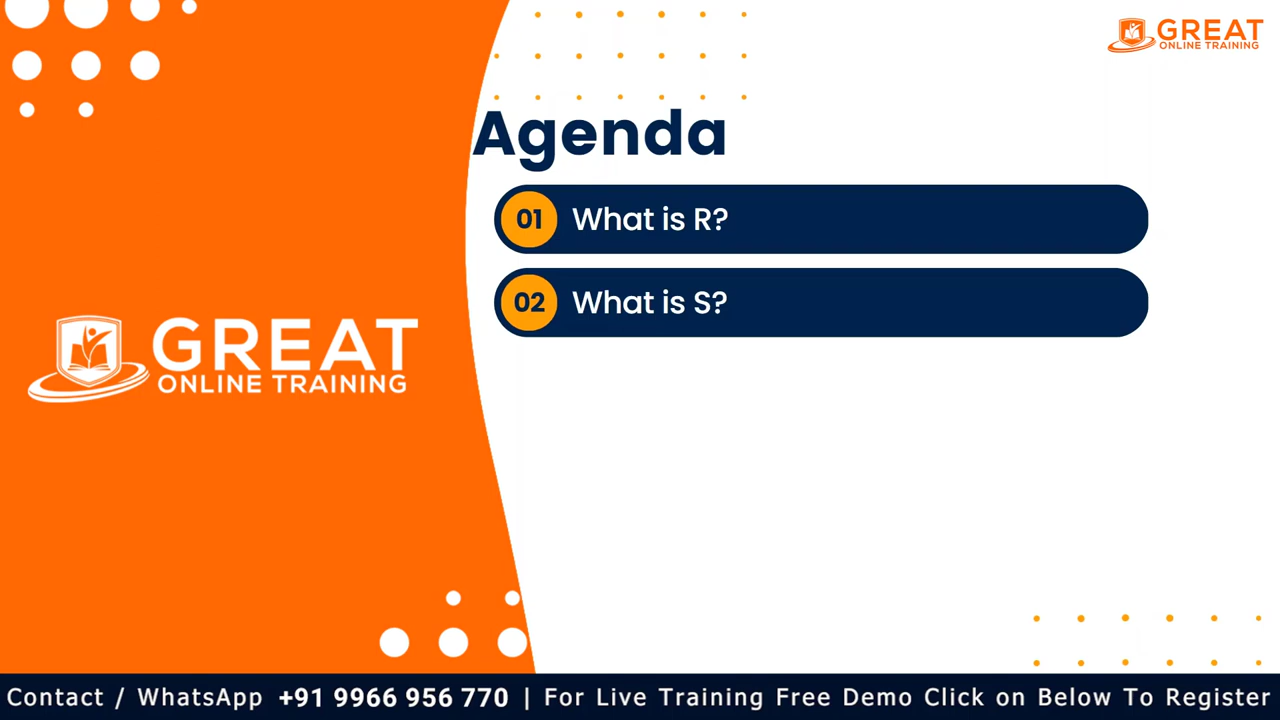 GREAT
ONLINE TRAINING
Agenda
01 What is R?
02 What is S?
GREAT
ONLINE TRAINING
Contact / WhatsApp +91 9966 956 770 | For Live Training Free Demo Click on Below To Register